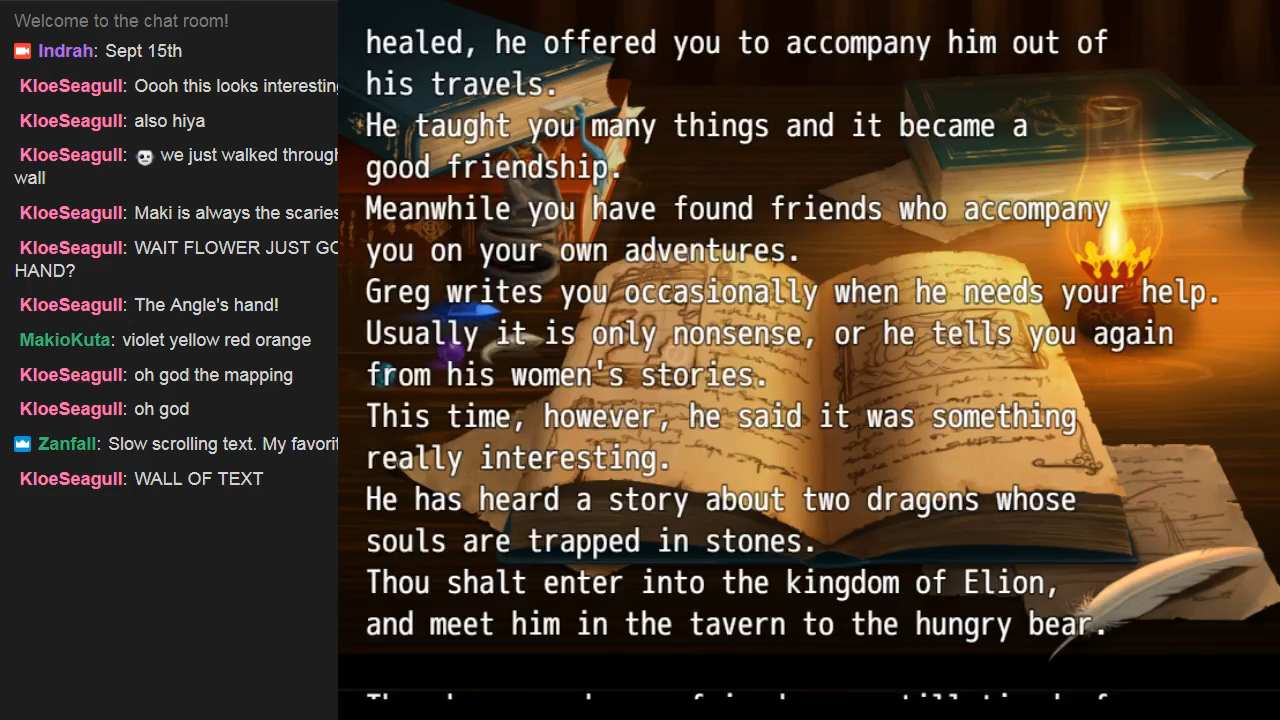 Welcome to the chat room!
Indrah: Sept 15th
KloeSeagull: Oooh this looks interesting
KloeSeagull: also hiya
KloeSeagull: we just walked through
wall
KloeSeagull: Maki is always the
KloeSeagull: WAIT FLOWER JUST
HAND?
KloeSeagull: The Angle's hand!
MakioKuta: violet yellow red orange
KloeSeagull: oh god the mapping
KloeSeagull: oh god
Zanfall: Slow scrolling text. My
KloeSeagull: WALL OF TEXT
healed, he offered you to accompany him out of
his travels.
He taught you many things and it became a
good friendship.
Meanwhile you have found friends who accompany
you on your own adventures.
Greg writes you occasionally when he needs your help.
Usually it is only nonsense, or he tells you again
from his women's stories.
This time, however, he said it was something
really interesting.
He has heard a story about two dragons whose
souls are trapped in stones.
Thou shalt enter into the kingdom of Elion,
and meet him in the tavern to the hungry bear.